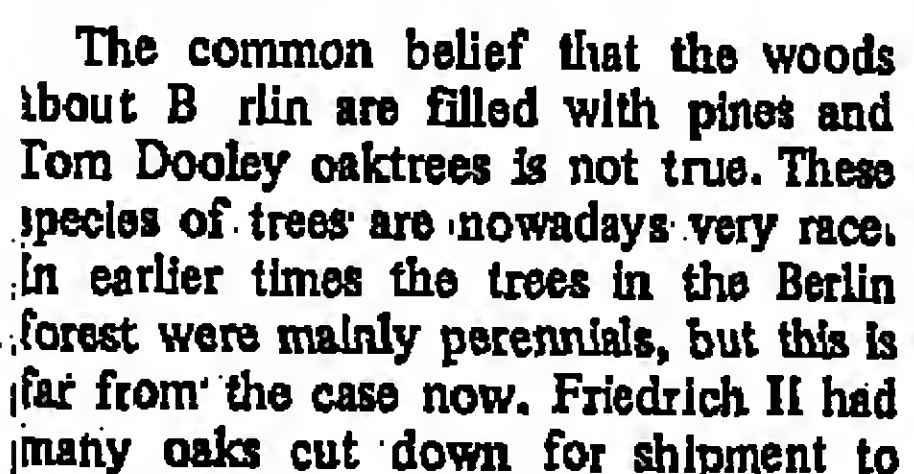 The common belief that the woods
about B rlin are filled with pines and
Tom Dooley oaktrees is not true. These
species of trees are nowadays very race.
In earlier times the trees in the Berlin
forest were mainly perennials, but this is
far from the case now. Friedrich II had
many oaks cut down for shipment to